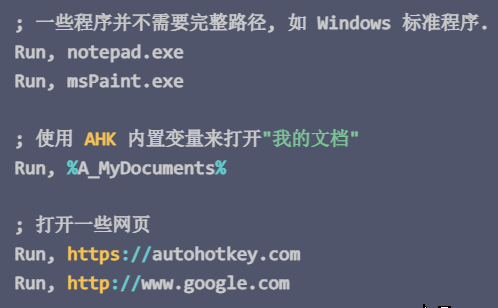 ; 一些程序并不需要完整路径, 如 Windows 标准程序.
Run, notepad.exe
Run, msPaint.exe
; 使用 AHK 内置变量来打开"我的文档"
Run, %A_MyDocuments%
; 打开一些网页
Run, https://autohotkey.com
Run, http://www.google.com